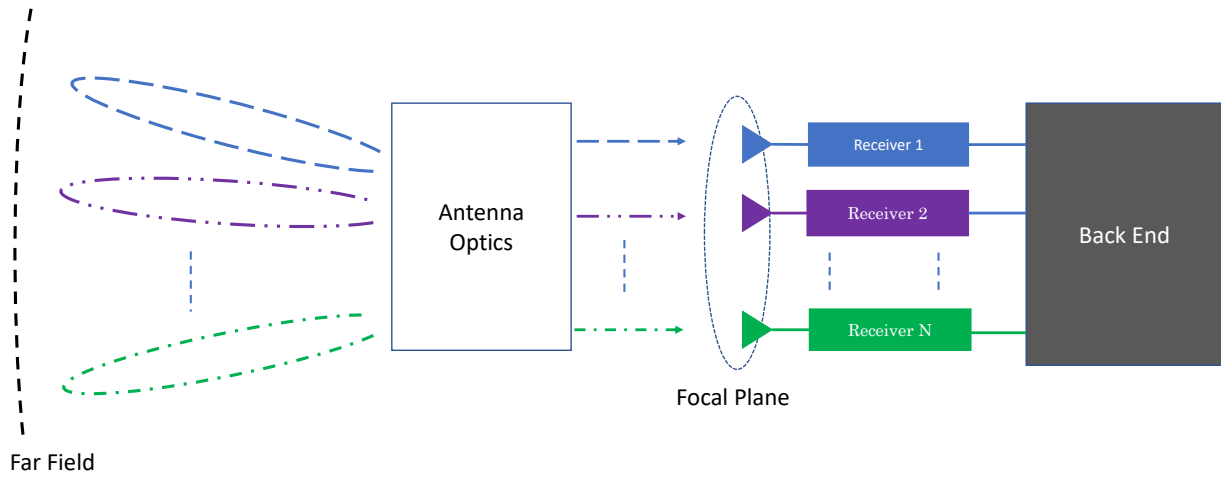 Receiver 1
Antenna
Optics
Receiver 2
Back End
Receiver N
Focal Plane
Far Field